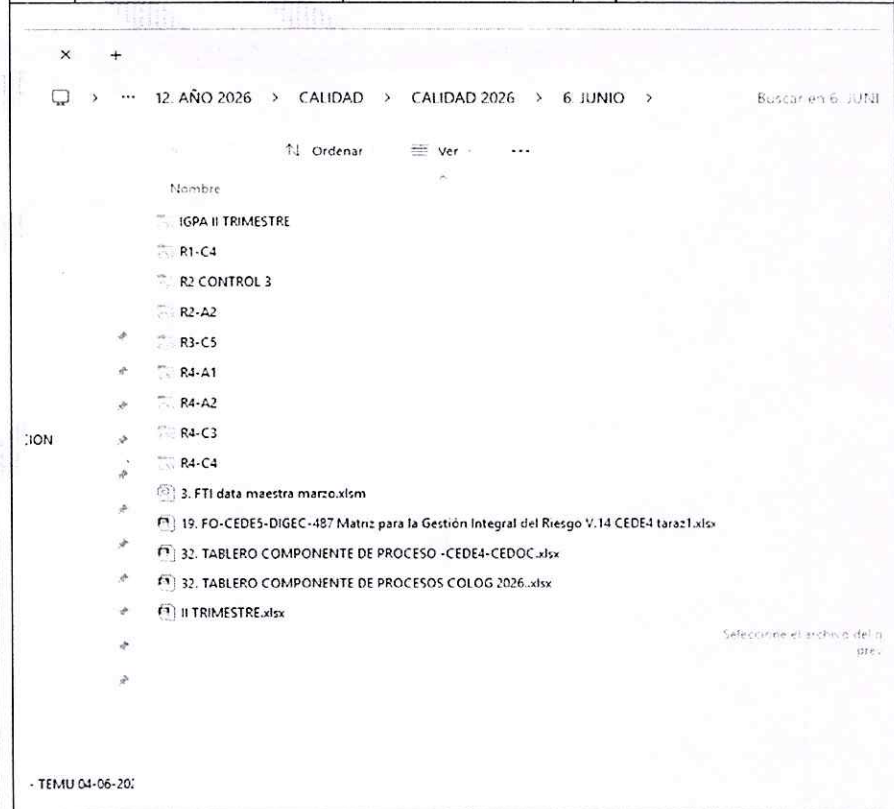 × +
> ... 12. AÑO 2026 > CALIDAD > CALIDAD 2026 > 6. JUNIO > Buscar en 6. JUNI
↑↓ Ordenar Ver ...
Nombre
IGPA II TRIMESTRE
R1-C4
R2 CONTROL 3
R2-A2
R3-C5
R4-A1
R4-A2
:ION R4-C3
R4-C4
3. FTI data maestra marzo.xlsm
19. FO-CEDE5-DIGEC-487 Matriz para la Gestión Integral del Riesgo V.14 CEDE4 taraz1.xlsx
32. TABLERO COMPONENTE DE PROCESO -CEDE4-CEDOC.xlsx
32. TABLERO COMPONENTE DE PROCESOS COLOG 2026..xlsx
II TRIMESTRE.xlsx
Seleccione el archivo del q
prev
- TEMU 04-06-202